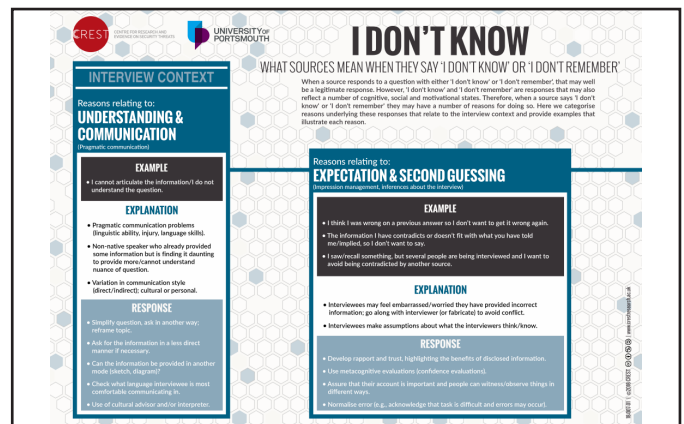 CREST
CENTRE FOR RESEARCH AND
EVIDENCE ON SECURITY THREATS
UNIVERSITY OF
PORTSMOUTH
I DON'T KNOW
WHAT SOURCES MEAN WHEN THEY SAY 'I DON'T KNOW' OR 'I DON'T REMEMBER'
When a source responds to a question with either 'I don't know' or 'I don't remember', that may well
be a legitimate response. However, 'I don't know' and 'I don't remember' are responses that may also
reflect a number of cognitive, social and motivational states. Therefore, when a source says 'I don't
know' or 'I don't remember' they may have a number of reasons for doing so. Here we categorise
reasons underlying these responses that relate to the interview context and provide examples that
illustrate each reason.
INTERVIEW CONTEXT
Reasons relating to:
UNDERSTANDING &
COMMUNICATION
(Pragmatic communication)
EXAMPLE
• I cannot articulate the information/I do not
understand the question.
EXPLANATION
• Pragmatic communication problems
(linguistic ability, injury, language skills).
• Non-native speaker who already provided
some information but is finding it daunting
to provide more/cannot understand
nuance of question.
• Variation in communication style
(direct/indirect); cultural or personal.
RESPONSE
• Simplify question, ask in another way;
reframe topic.
• Ask for the information in a less direct
manner if necessary.
• Can the information be provided in another
mode (sketch, diagram)?
• Check what language interviewee is most
comfortable communicating in.
• Use of cultural advisor and/or interpreter.
Reasons relating to:
EXPECTATION & SECOND GUESSING
(Impression management, inferences about the interview)
EXAMPLE
• I think I was wrong on a previous answer so I don't want to get it wrong again.
• The information I have contradicts or doesn't fit with what you have told
me/implied, so I don't want to say.
• I saw/recall something, but several people are being interviewed and I want to
avoid being contradicted by another source.
EXPLANATION
• Interviewees may feel embarrassed/worried they have provided incorrect
information; go along with interviewer (or fabricate) to avoid conflict.
• Interviewees make assumptions about what the interviewers think/know.
RESPONSE
• Develop rapport and trust, highlighting the benefits of disclosed information.
• Use metacognitive evaluations (confidence evaluations).
• Assure that their account is important and people can witness/observe things in
different ways.
• Normalise error (e.g., acknowledge that task is difficult and errors may occur).
©2018 CREST
www.crestresearch.ac.uk